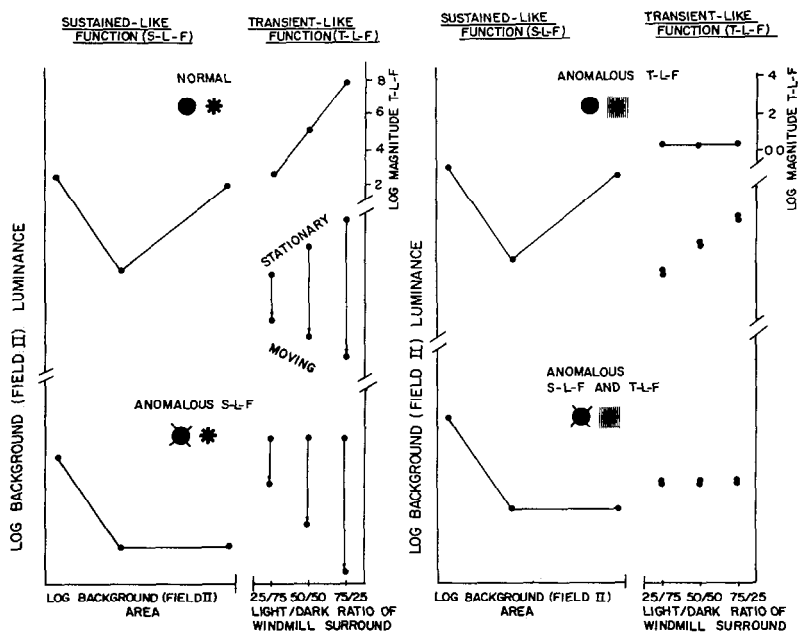 SUSTAINED-LIKE
FUNCTION (S-L-F)
TRANSIENT-LIKE
FUNCTION (T-L-F)
NORMAL
8
6
4
2
LOG MAGNITUDE T-L-F
STATIONARY
MOVING
LOG BACKGROUND (FIELD II) LUMINANCE
ANOMALOUS S-L-F
LOG BACKGROUND (FIELD II)
AREA
25/75 50/50 75/25
LIGHT/DARK RATIO OF
WINDMILL SURROUND
SUSTAINED-LIKE
FUNCTION (S-L-F)
TRANSIENT-LIKE
FUNCTION (T-L-F)
ANOMALOUS T-L-F
4
2
00
LOG MAGNITUDE T-L-F
LOG BACKGROUND (FIELD II) LUMINANCE
ANOMALOUS
S-L-F AND T-L-F
LOG BACKGROUND (FIELD II)
AREA
25/75 50/50 75/25
LIGHT/DARK RATIO OF
WINDMILL SURROUND